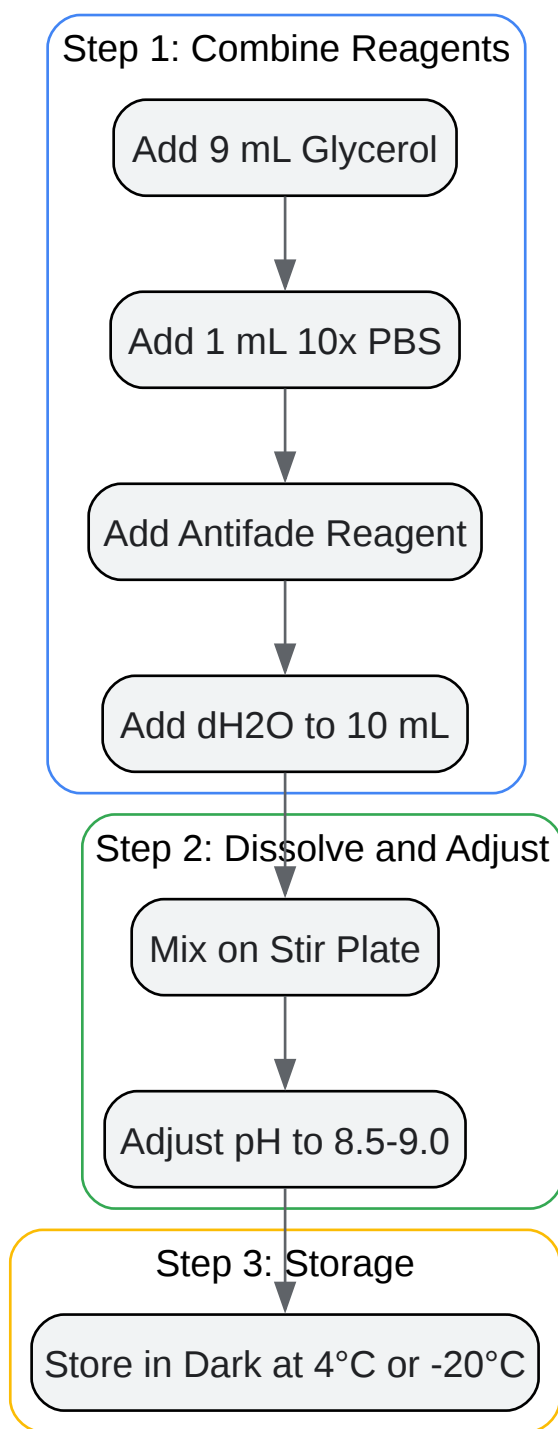 Step 1: Combine Reagents
Add 9 mL Glycerol
Add 1 mL 10x PBS
Add Antifade Reagent
Add dH2O to 10 mL
Step 2: Dissolve and Adjust
Mix on Stir Plate
Adjust pH to 8.5-9.0
Step 3: Storage
Store in Dark at 4°C or -20°C